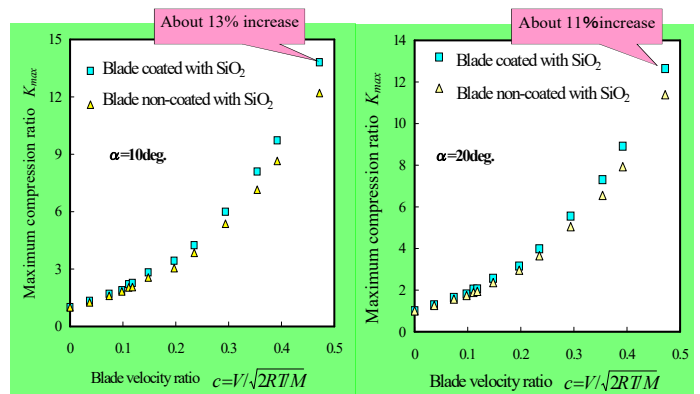 About 13% increase
15
12
9
6
3
1
Blade coated with SiO₂
Blade non-coated with SiO₂
α=10deg.
Maximum compression ratio Kmax
0 0.1 0.2 0.3 0.4 0.5
Blade velocity ratio c=V/√2RT/M
About 11%increase
14
12
10
8
6
4
2
0
Blade coated with SiO₂
Blade non-coated with SiO₂
α=20deg.
Maximum compression ratio Kmax
0 0.1 0.2 0.3 0.4 0.5
Blade velocity ratio c=V/√2RT/M